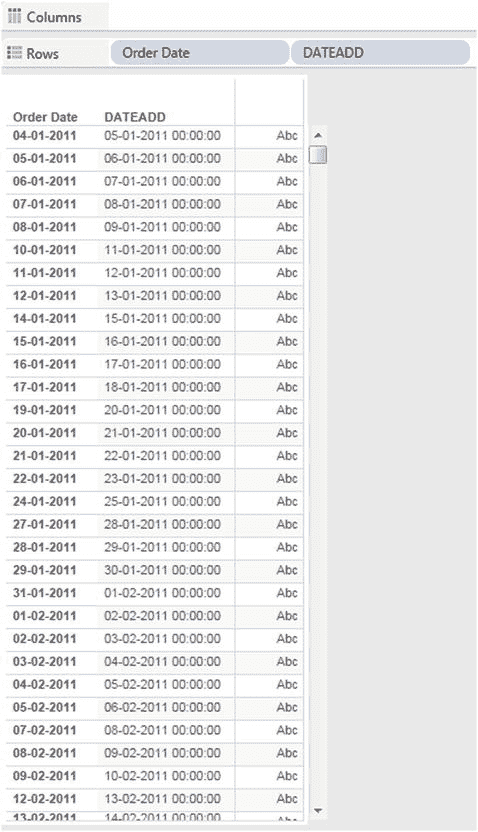 Columns
Rows Order Date DATEADD
Order Date DATEADD
04-01-2011 05-01-2011 00:00:00 Abc
05-01-2011 06-01-2011 00:00:00 Abc
06-01-2011 07-01-2011 00:00:00 Abc
07-01-2011 08-01-2011 00:00:00 Abc
08-01-2011 09-01-2011 00:00:00 Abc
10-01-2011 11-01-2011 00:00:00 Abc
11-01-2011 12-01-2011 00:00:00 Abc
12-01-2011 13-01-2011 00:00:00 Abc
14-01-2011 15-01-2011 00:00:00 Abc
15-01-2011 16-01-2011 00:00:00 Abc
16-01-2011 17-01-2011 00:00:00 Abc
17-01-2011 18-01-2011 00:00:00 Abc
19-01-2011 20-01-2011 00:00:00 Abc
20-01-2011 21-01-2011 00:00:00 Abc
21-01-2011 22-01-2011 00:00:00 Abc
22-01-2011 23-01-2011 00:00:00 Abc
24-01-2011 25-01-2011 00:00:00 Abc
27-01-2011 28-01-2011 00:00:00 Abc
28-01-2011 29-01-2011 00:00:00 Abc
29-01-2011 30-01-2011 00:00:00 Abc
31-01-2011 01-02-2011 00:00:00 Abc
01-02-2011 02-02-2011 00:00:00 Abc
02-02-2011 03-02-2011 00:00:00 Abc
03-02-2011 04-02-2011 00:00:00 Abc
04-02-2011 05-02-2011 00:00:00 Abc
05-02-2011 06-02-2011 00:00:00 Abc
07-02-2011 08-02-2011 00:00:00 Abc
08-02-2011 09-02-2011 00:00:00 Abc
09-02-2011 10-02-2011 00:00:00 Abc
12-02-2011 13-02-2011 00:00:00 Abc
13-02-2011 14-02-2011 00:00:00 Abc